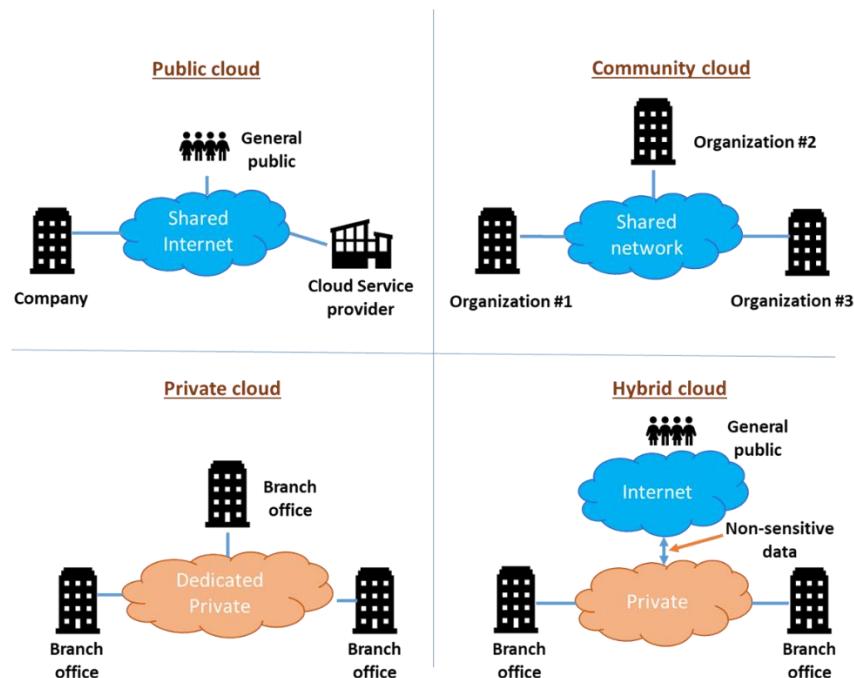 Public cloud
General
public
Shared
Internet
Company
Cloud Service
provider
Community cloud
Organization #2
Shared
network
Organization #1
Organization #3
Private cloud
Branch
office
Dedicated
Private
Branch
office
Branch
office
Hybrid cloud
General
public
Internet
Non-sensitive
data
Private
Branch
office
Branch
office